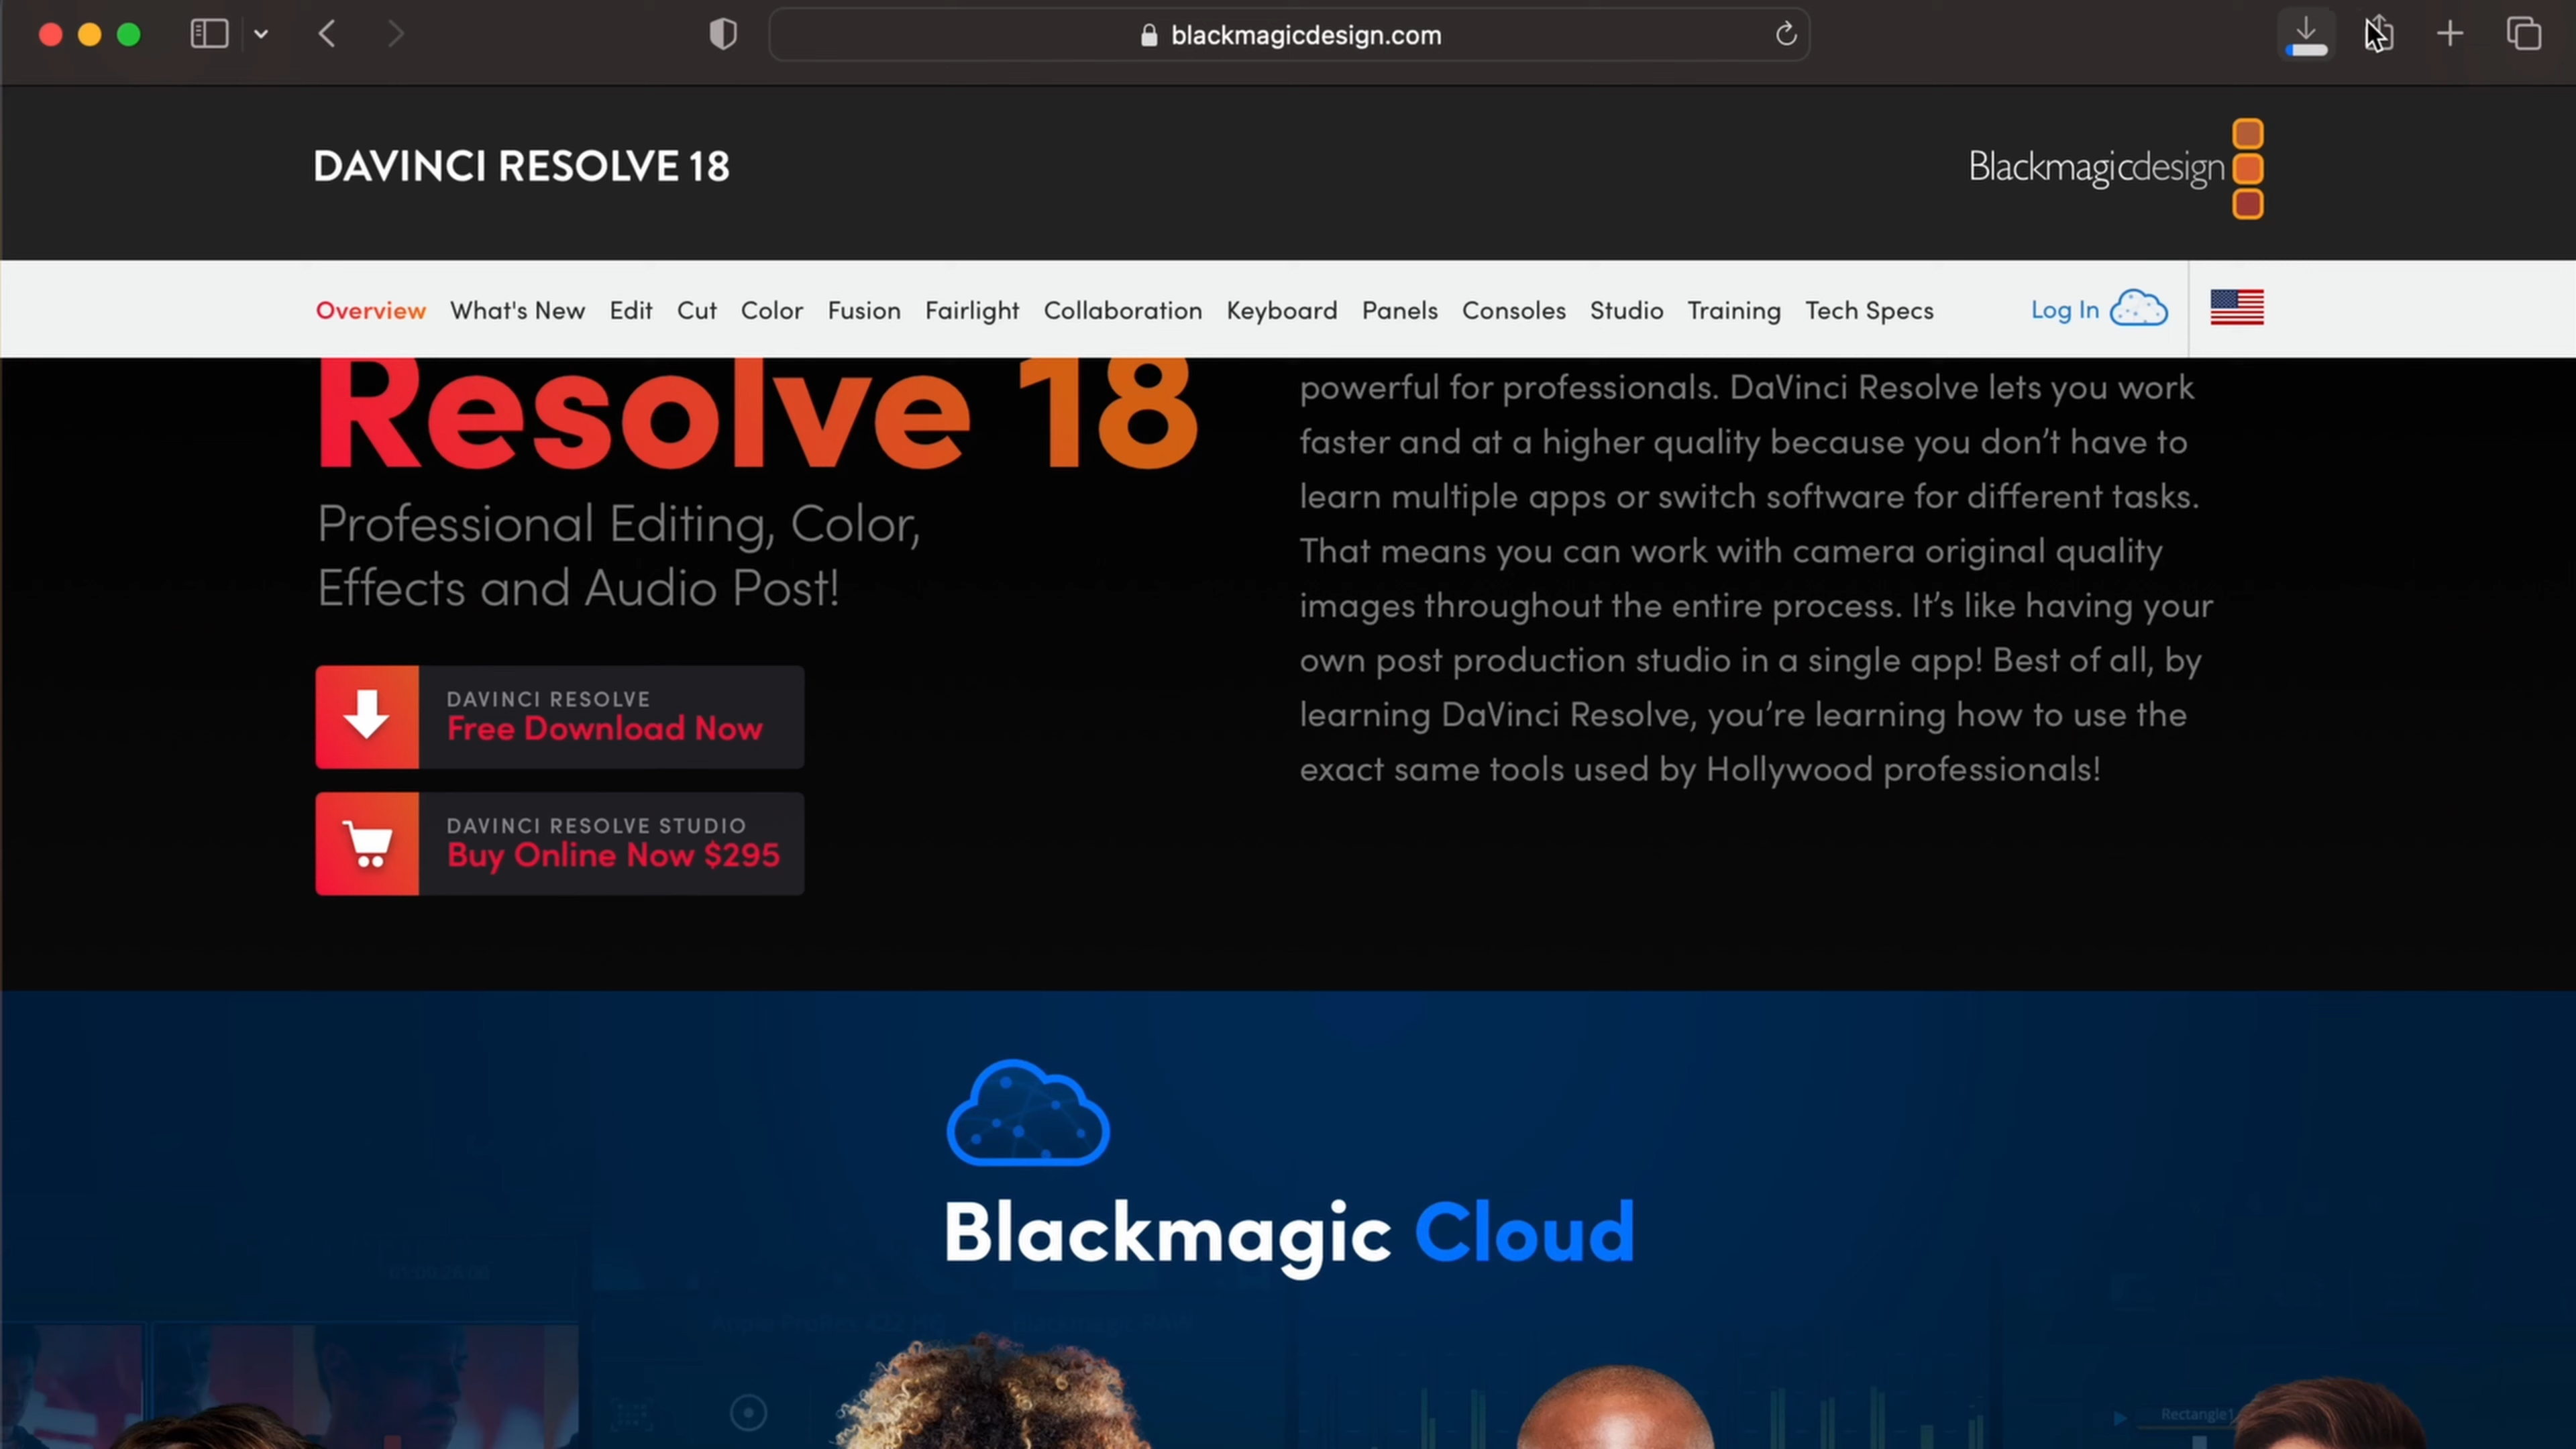 blackmagicdesign.com
DAVINCI RESOLVE 18
Blackmagicdesign
Overview What's New Edit Cut Color Fusion Fairlight Collaboration Keyboard Panels Consoles Studio Training Tech Specs Log In
Resolve 18
Professional Editing, Color,
Effects and Audio Post!
DAVINCI RESOLVE
Free Download Now
DAVINCI RESOLVE STUDIO
Buy Online Now $295
powerful for professionals. DaVinci Resolve lets you work
faster and at a higher quality because you don’t have to
learn multiple apps or switch software for different tasks.
That means you can work with camera original quality
images throughout the entire process. It’s like having your
own post production studio in a single app! Best of all, by
learning DaVinci Resolve, you’re learning how to use the
exact same tools used by Hollywood professionals!
Blackmagic Cloud
Rectangle1